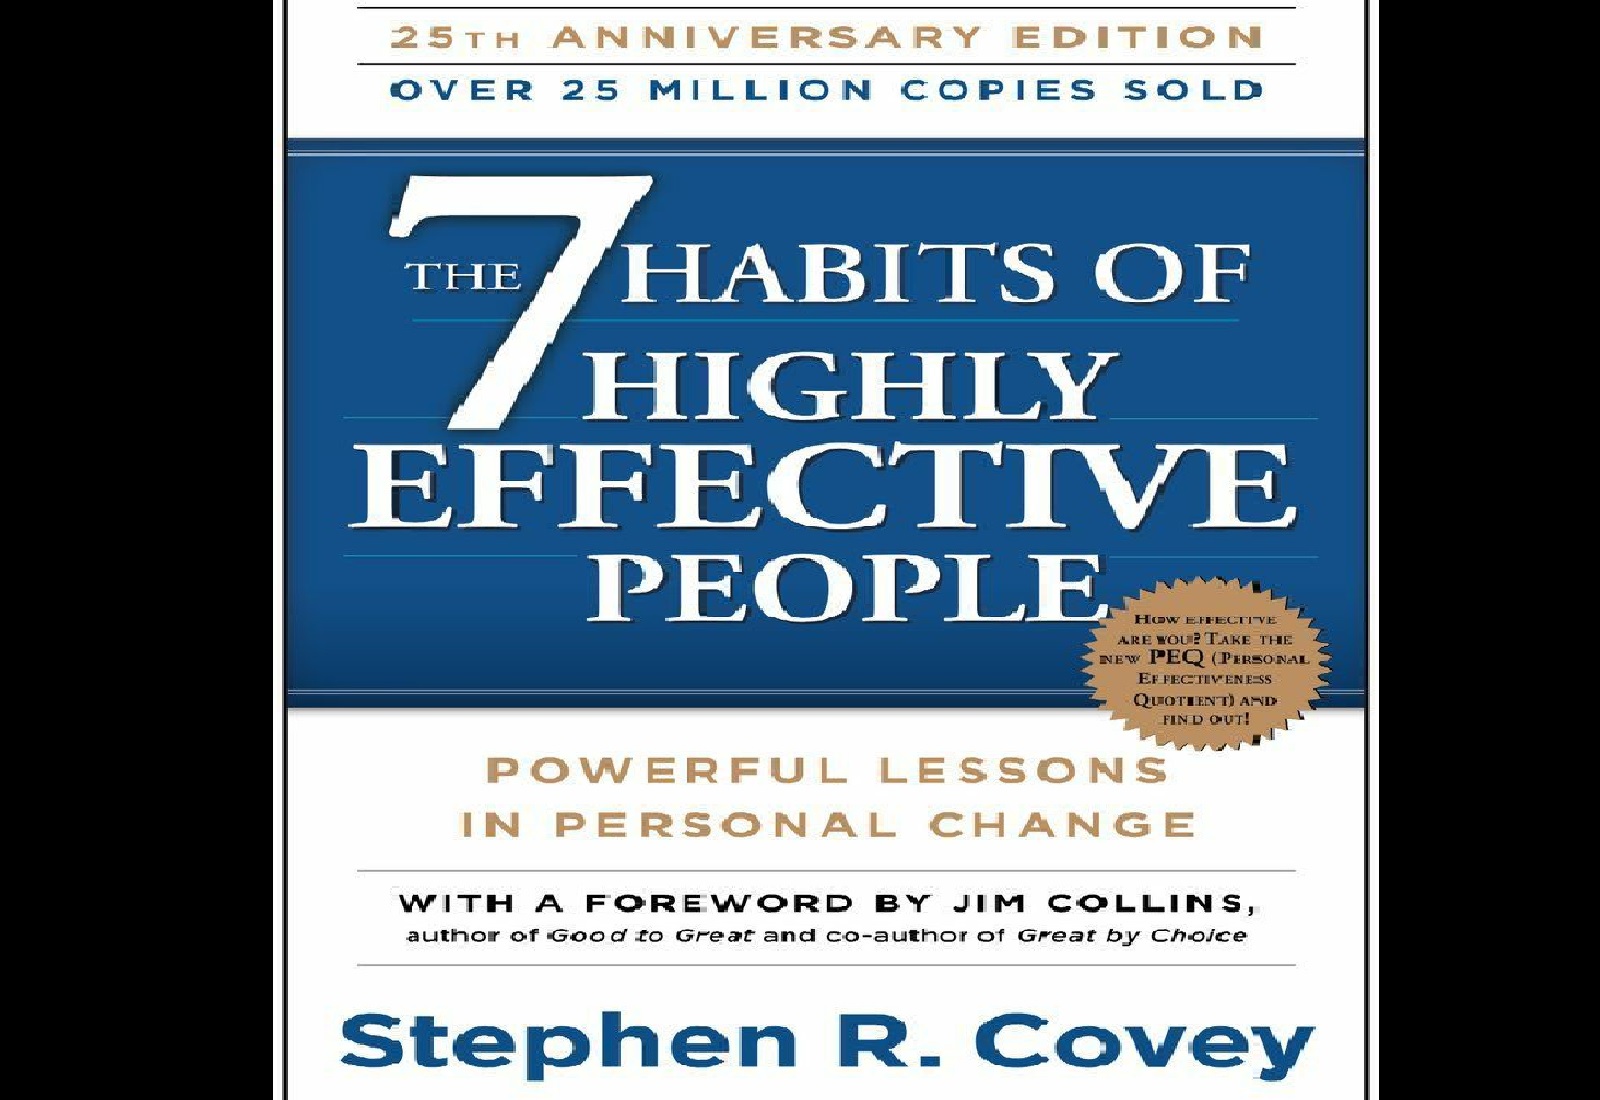 25TH ANNIVERSARY EDITION
OVER 25 MILLION COPIES SOLD
THE 7 HABITS OF
HIGHLY
EFFECTIVE
PEOPLE
HOW EFFECTIVE
ARE YOU? TAKE THE
NEW PEQ (PERSONAL
EFFECTIVENESS
QUOTIENT) AND
FIND OUT!
POWERFUL LESSONS
IN PERSONAL CHANGE
WITH A FOREWORD BY JIM COLLINS,
author of Good to Great and co-author of Great by Choice
Stephen R. Covey